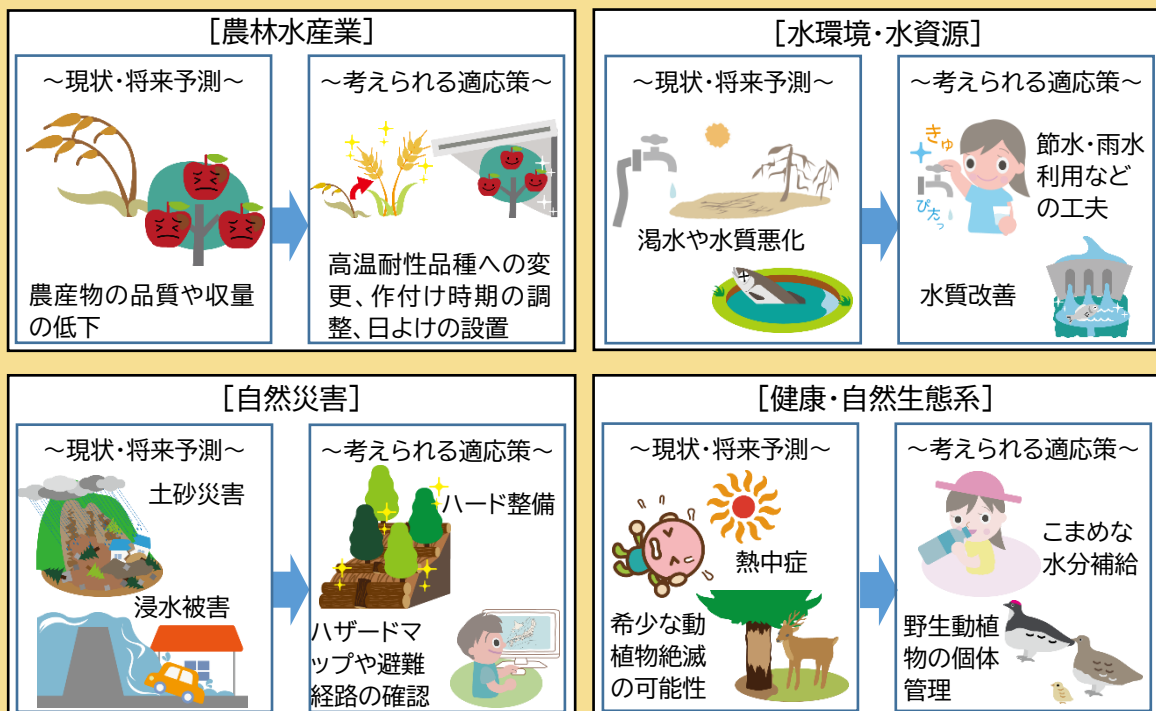 [農林水産業]
～現状・将来予測～
農産物の品質や収量
の低下
～考えられる適応策～
高温耐性品種への変
更、作付け時期の調
整、日よけの設置
[水環境・水資源]
～現状・将来予測～
渇水や水質悪化
～考えられる適応策～
きゅ
ぴたっ
節水・雨水
利用など
の工夫
水質改善
[自然災害]
～現状・将来予測～
土砂災害
浸水被害
～考えられる適応策～
ハード整備
ハザードマ
ップや避難
経路の確認
[健康・自然生態系]
～現状・将来予測～
熱中症
希少な動
植物絶滅
の可能性
～考えられる適応策～
こまめな
水分補給
野生動植
物の個体
管理